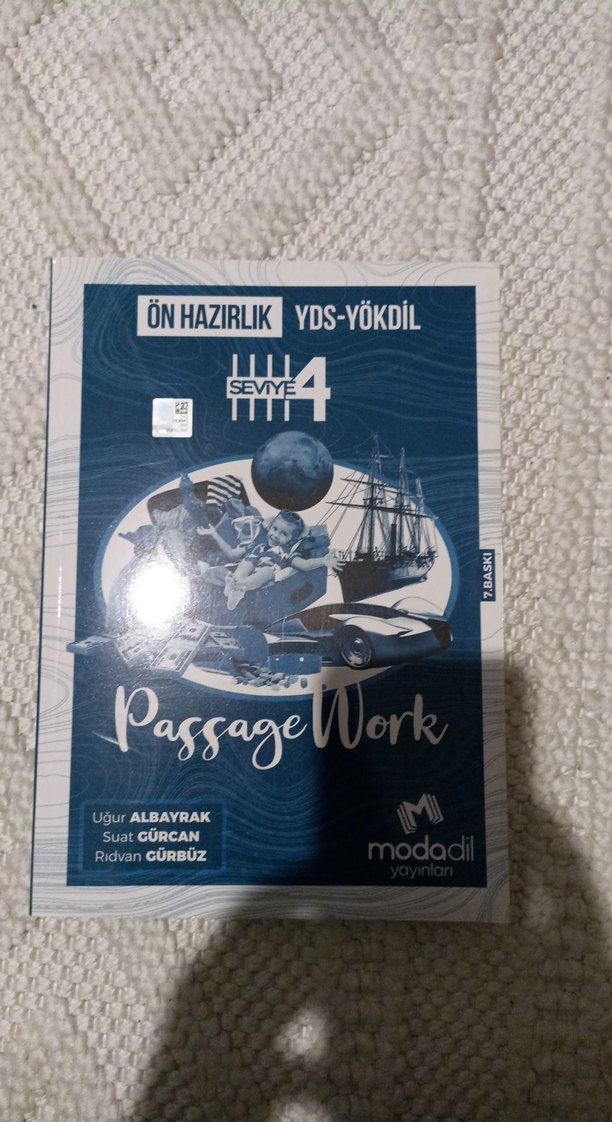 ÖN HAZIRLIK YDS-YÖKDİL
SEVİYE 4
7.BASKI
Passage Work
Uğur ALBAYRAK
Suat GÜRCAN
Rıdvan GÜRBÜZ
modadil
yayınları